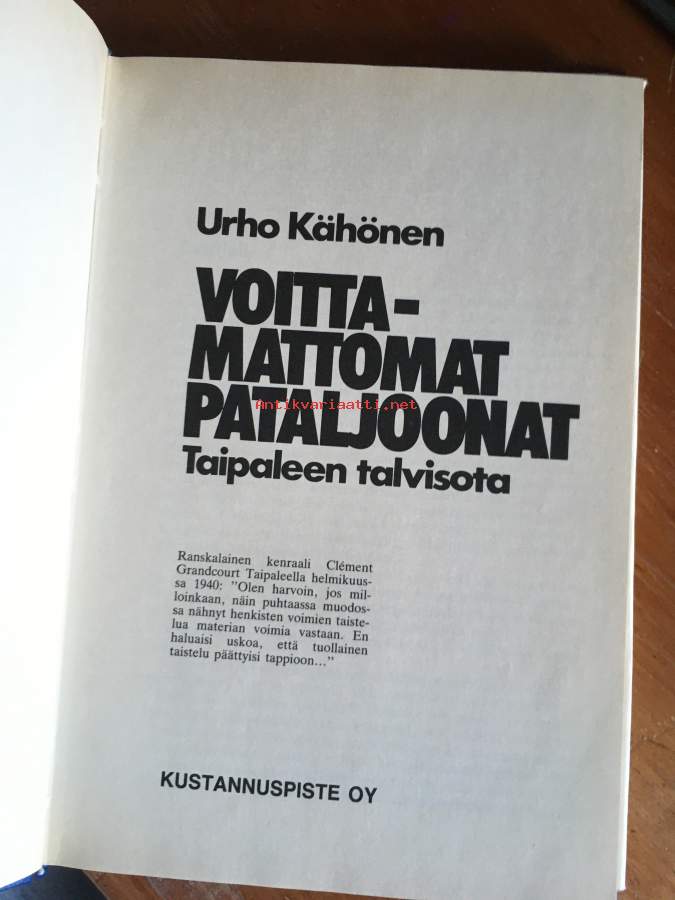 Urho Kähönen
VOITTA-
MATTOMAT
Antikvariaatti.net
PATALJOONAT
Taipaleen talvisota
Ranskalainen kenraali Clément
Grandcourt Taipaleella helmikuus-
sa 1940: "Olen harvoin, jos mil-
loinkaan, näin puhtaassa muodos-
sa nähnyt henkisten voimien taiste-
lua materian voimia vastaan. En
haluaisi uskoa, että tuollainen
taistelu päättyisi tappioon..."
KUSTANNUSPISTE OY